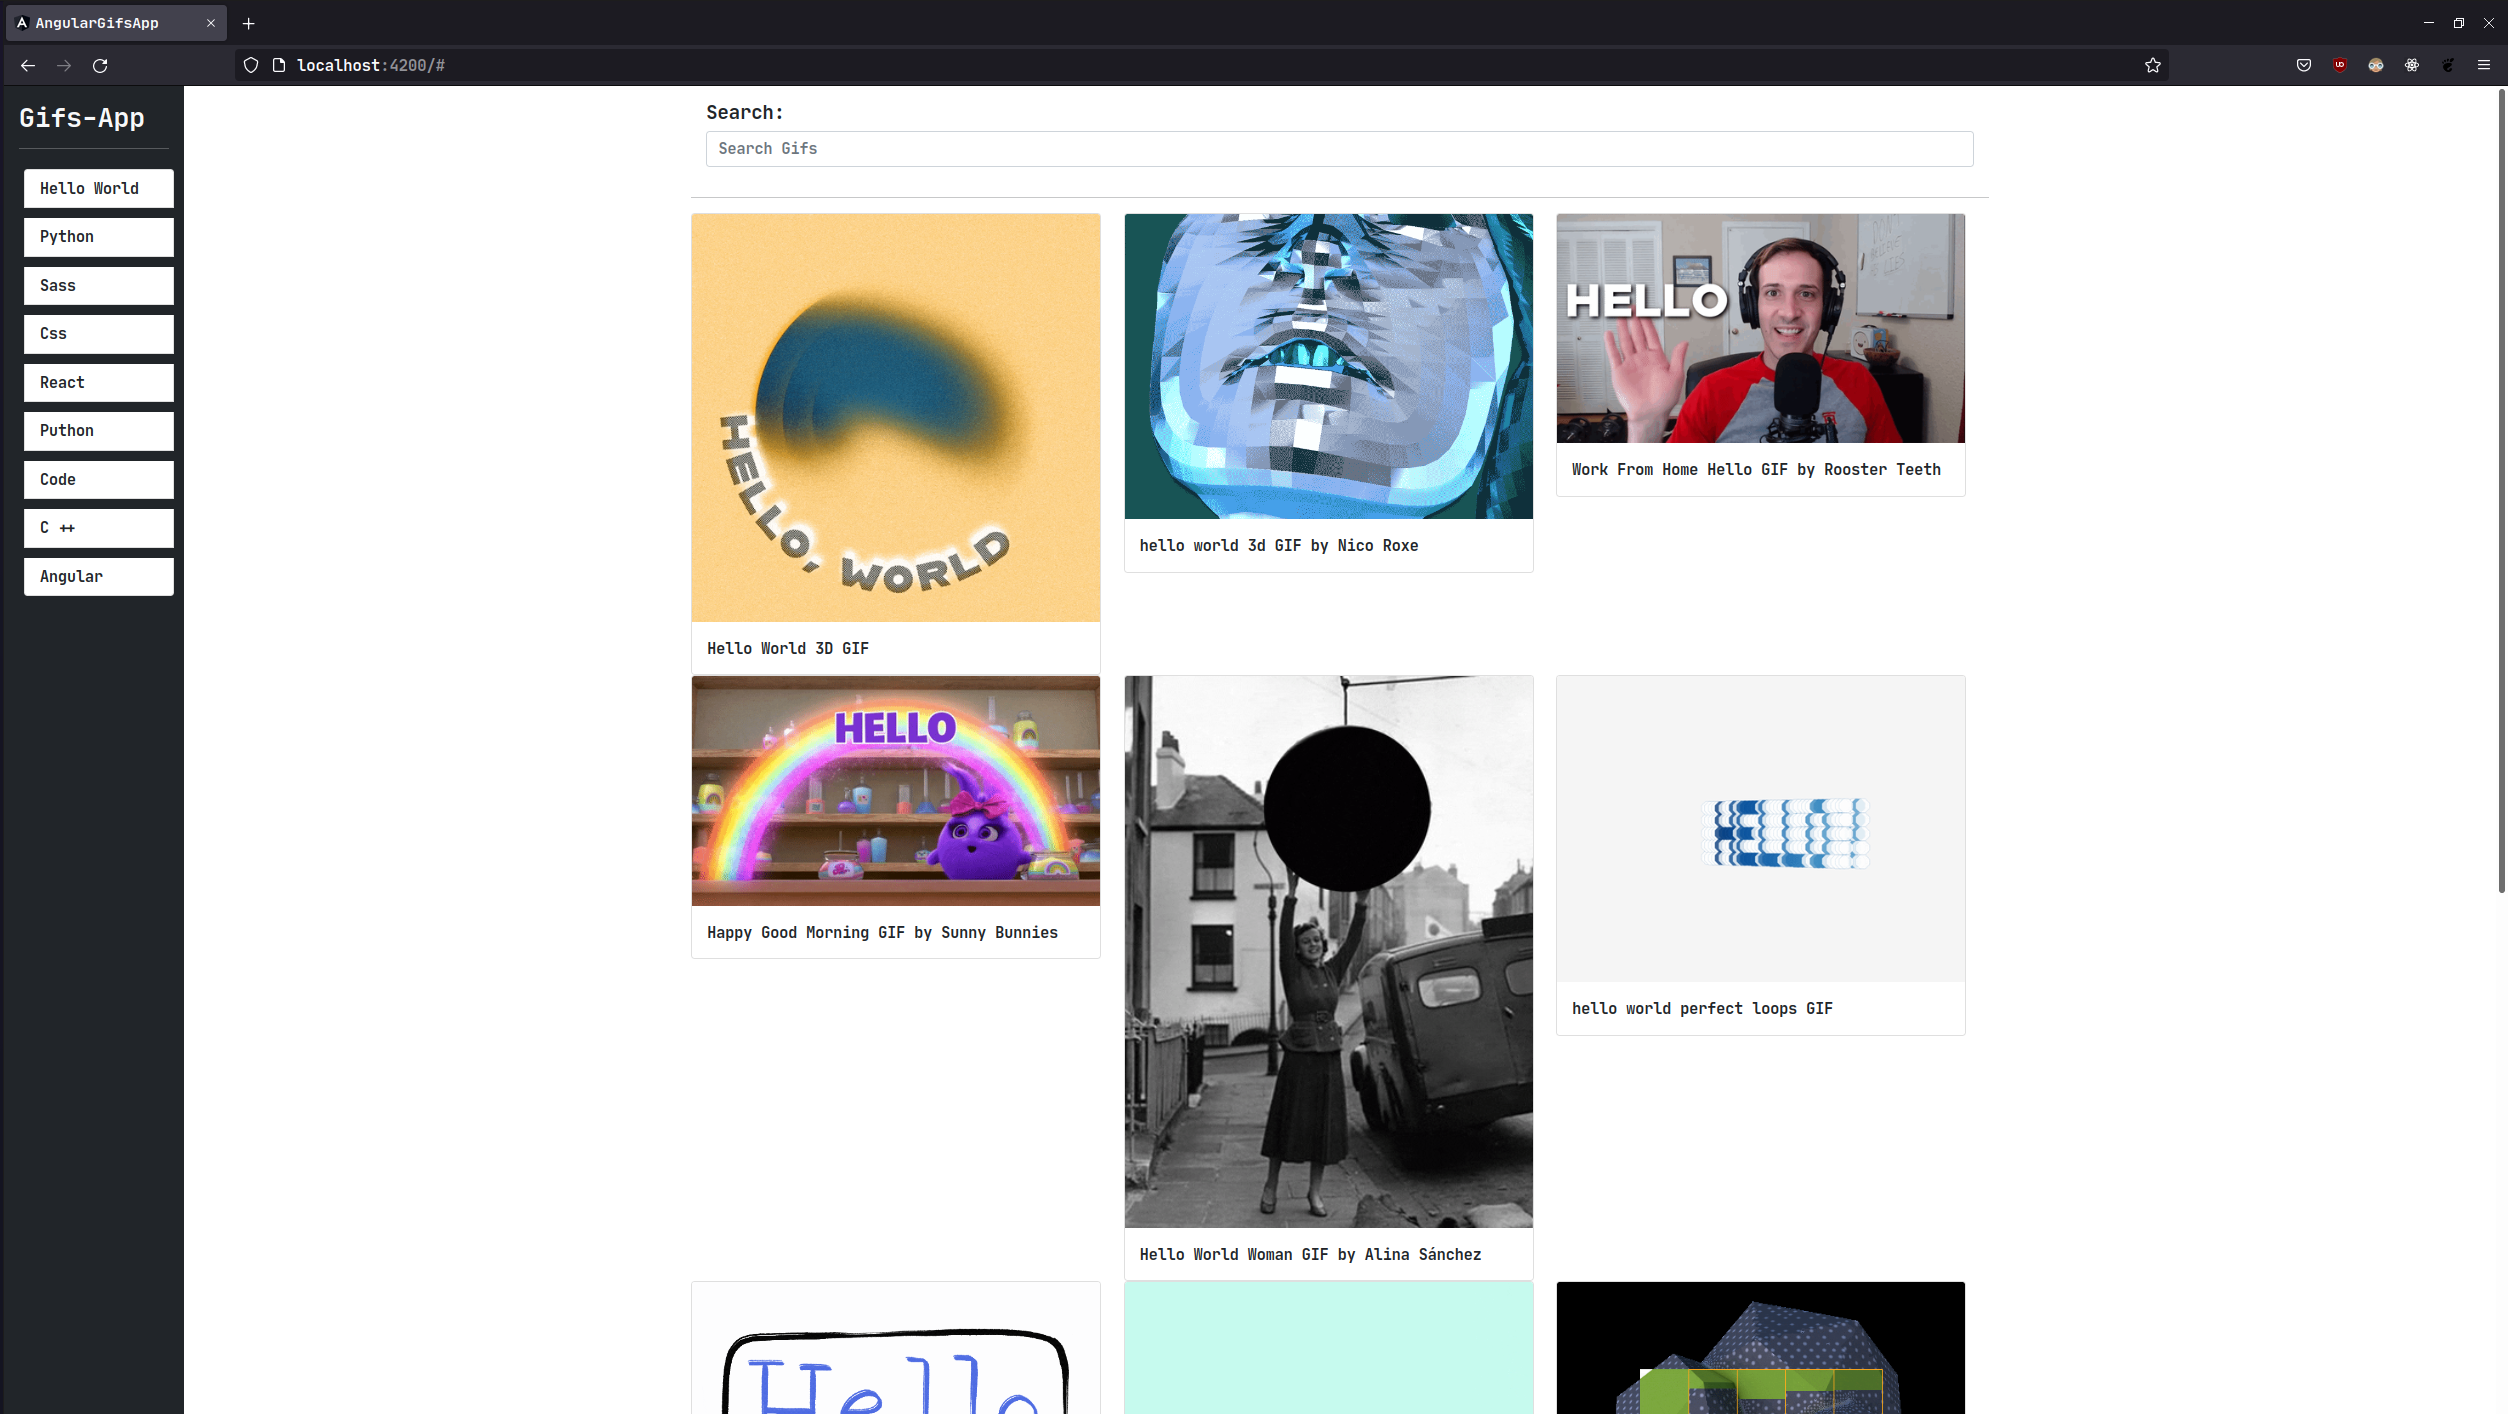 AngularGifsApp
localhost:4200/#
Gifs-App
Hello World
Python
Sass
Css
React
Puthon
Code
C ++
Angular
Search:
Search Gifs
HELLO, WORLD
Hello World 3D GIF
hello world 3d GIF by Nico Roxe
HELLO
Work From Home Hello GIF by Rooster Teeth
HELLO
Happy Good Morning GIF by Sunny Bunnies
Hello World Woman GIF by Alina Sánchez
hello world perfect loops GIF
Hello